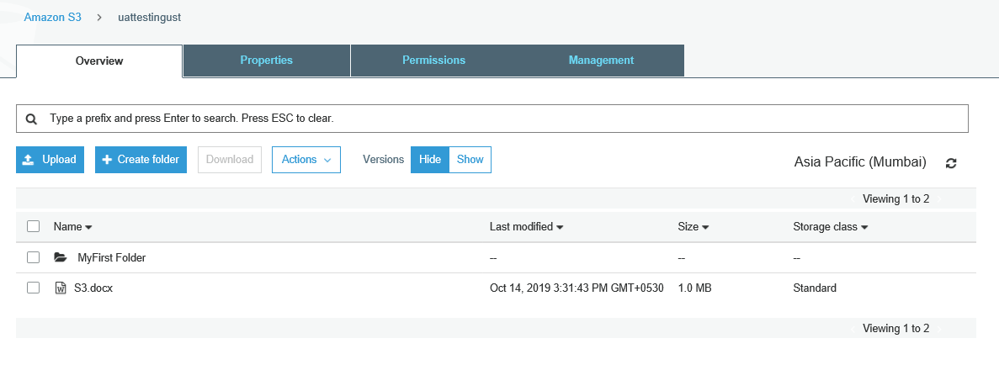 Amazon S3 > uattestingust
Overview Properties Permissions Management
Type a prefix and press Enter to search. Press ESC to clear.
Upload Create folder Download Actions Versions Hide Show Asia Pacific (Mumbai)
Viewing 1 to 2
Name Last modified Size Storage class
MyFirst Folder -- -- --
S3.docx Oct 14, 2019 3:31:43 PM GMT+0530 1.0 MB Standard
Viewing 1 to 2